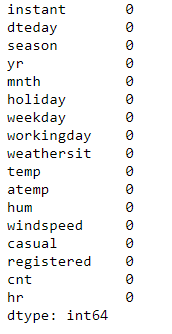 instant 0
dteday 0
season 0
yr 0
mnth 0
holiday 0
weekday 0
workingday 0
weathersit 0
temp 0
atemp 0
hum 0
windspeed 0
casual 0
registered 0
cnt 0
hr 0
dtype: int64